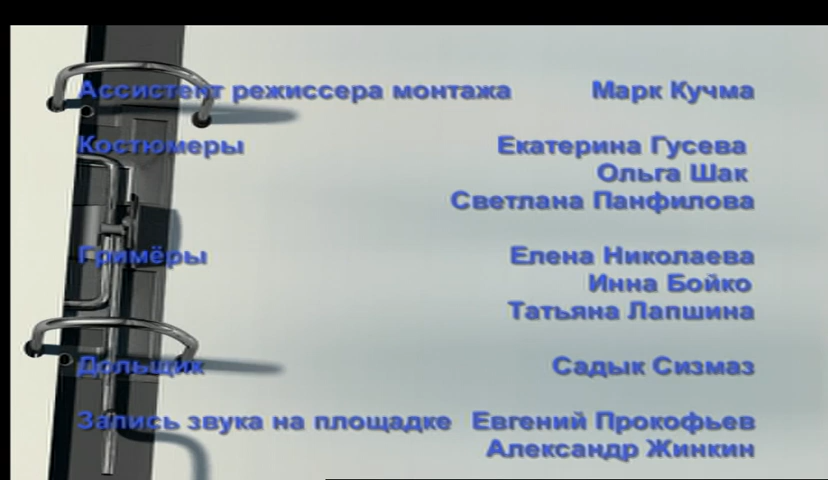 Ассистент режиссера монтажа Марк Кучма
Костюмеры Екатерина Гусева
Ольга Шак
Светлана Панфилова
Гримёры Елена Николаева
Инна Бойко
Татьяна Лапшина
Дольщик Садык Сизмаз
Запись звука на площадке Евгений Прокофьев
Александр Жинкин